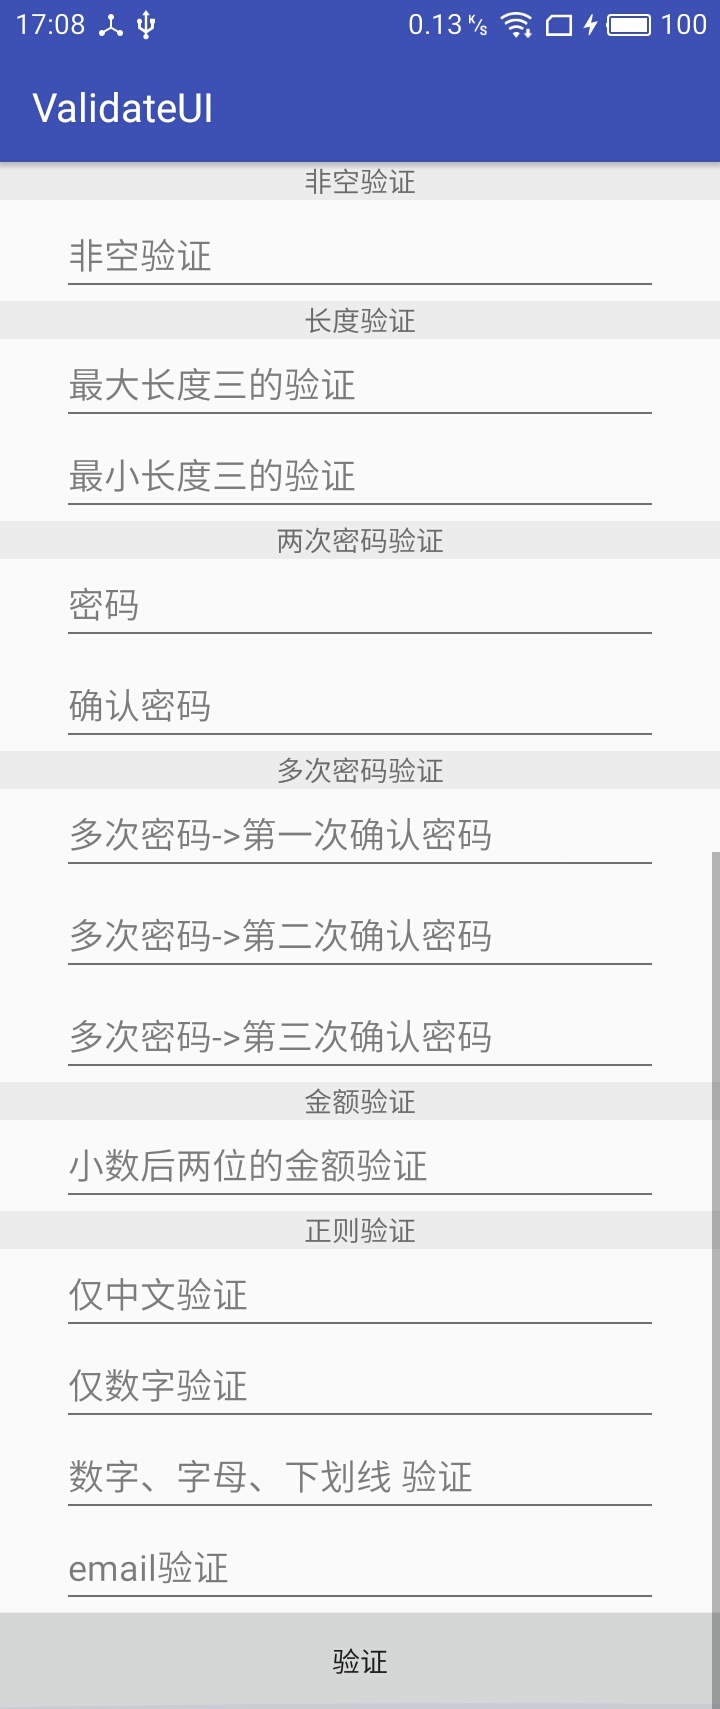 17:08 0.13 K/s 100
ValidateUI
非空验证
非空验证
长度验证
最大长度三的验证
最小长度三的验证
两次密码验证
密码
确认密码
多次密码验证
多次密码->第一次确认密码
多次密码->第二次确认密码
多次密码->第三次确认密码
金额验证
小数后两位的金额验证
正则验证
仅中文验证
仅数字验证
数字、字母、下划线 验证
email验证
验证